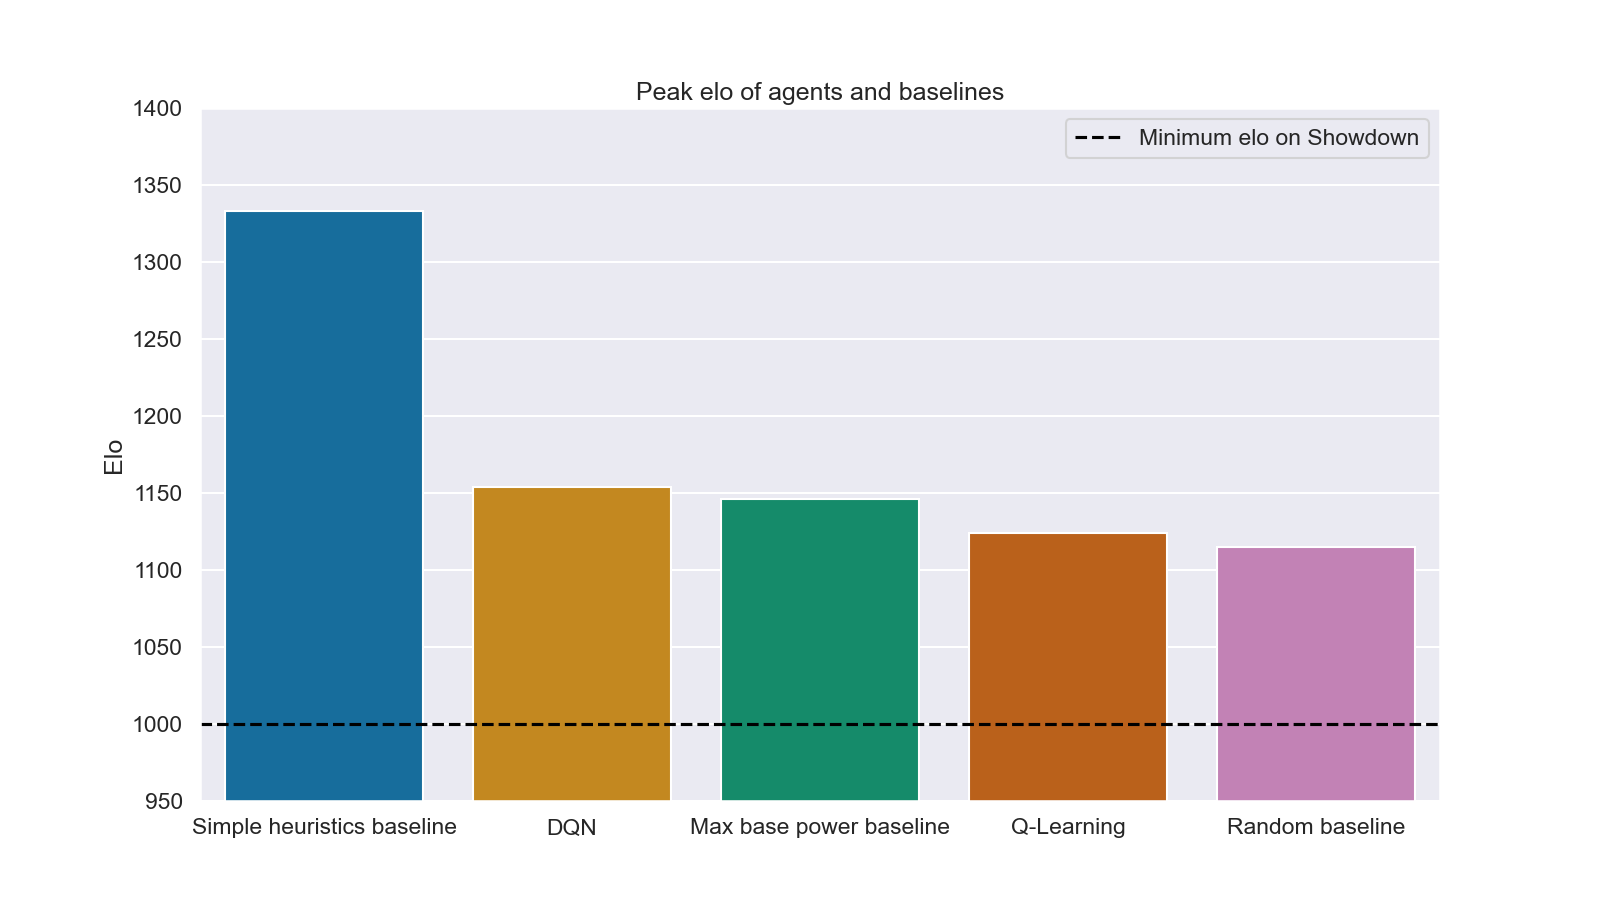 Peak elo of agents and baselines
Minimum elo on Showdown
1400
1350
1300
1250
1200
1150
1100
1050
1000
950
Elo
Simple heuristics baseline
DQN
Max base power baseline
Q-Learning
Random baseline